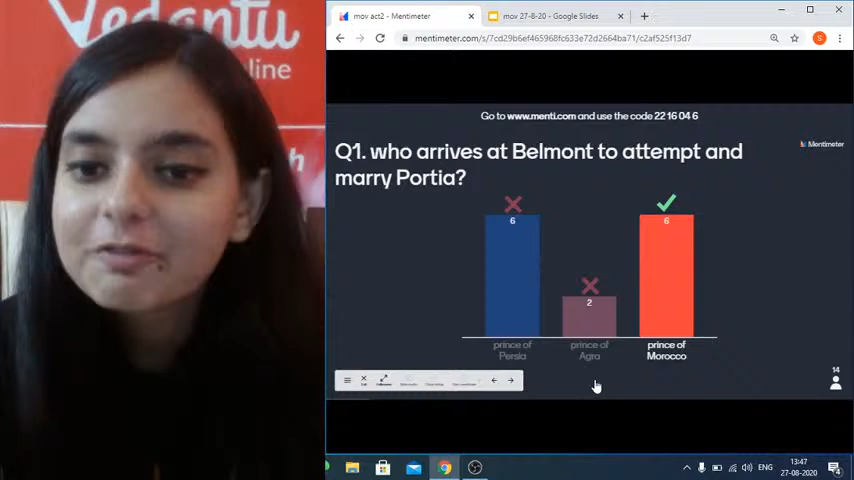 Vedantu
nline
h
mov act2 - Mentimeter
mov 27-8-20 - Google Slides
mentimeter.com/s/7cd29b6ef465968fc633e72d2664ba71/c2af525f13d7
S
Go to www.menti.com and use the code 22 16 04 6
Mentimeter
Q1. who arrives at Belmont to attempt and
marry Portia?
6
2
6
prince of
Persia
prince of
Agra
prince of
Morocco
14
ENG
13:47
27-08-2020
4